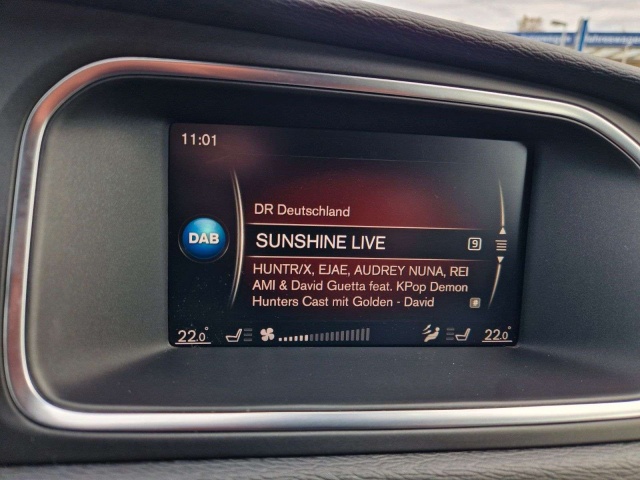 11:01
DR Deutschland
DAB
SUNSHINE LIVE
9
HUNTR/X, EJAE, AUDREY NUNA, REI
AMI & David Guetta feat. KPop Demon
Hunters Cast mit Golden - David
22.0°
22.0°